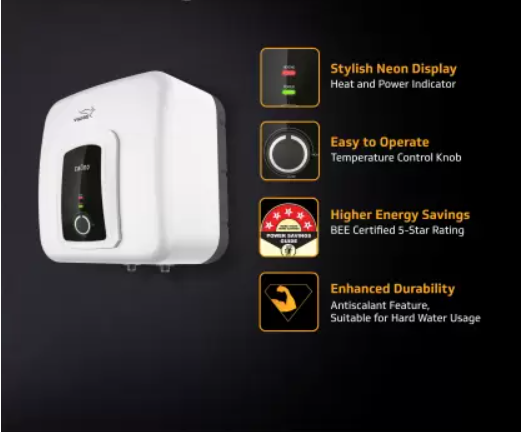 Stylish Neon Display
Heat and Power Indicator
Easy to Operate
Temperature Control Knob
POWER SAVINGS
GUIDE
Higher Energy Savings
BEE Certified 5-Star Rating
Enhanced Durability
Antiscalant Feature,
Suitable for Hard Water Usage